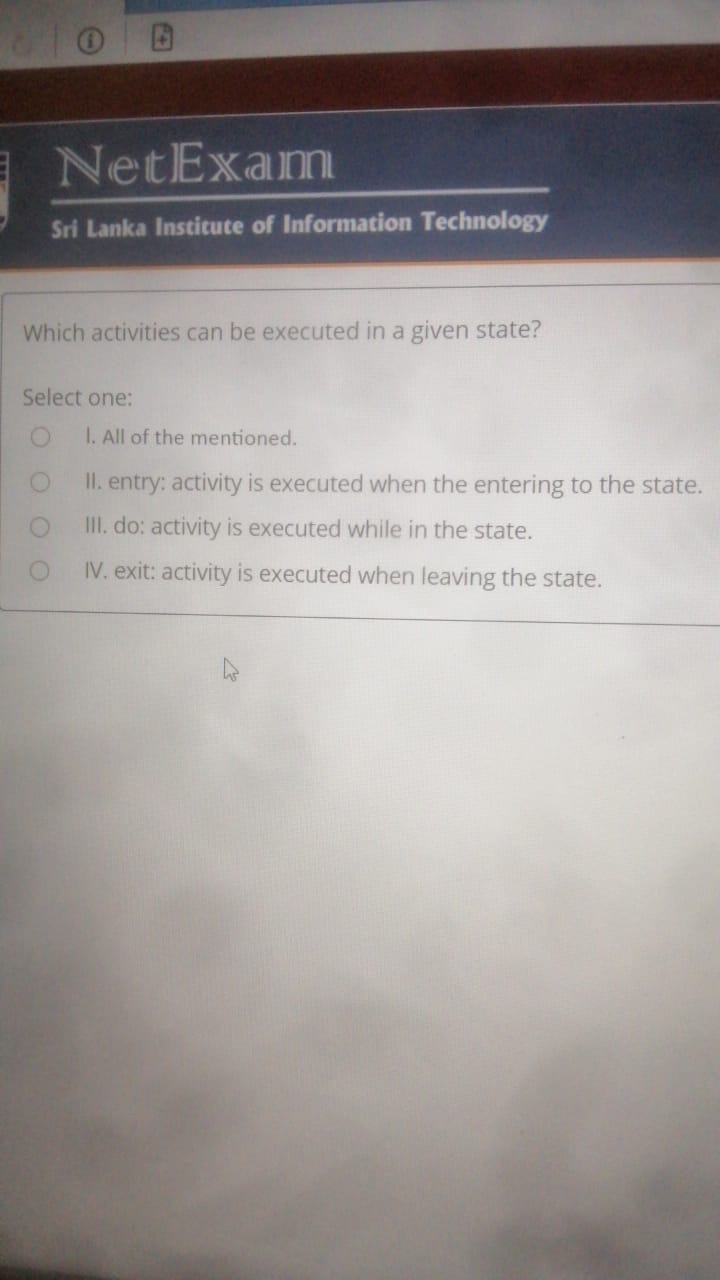 NetExam
Sri Lanka Institute of Information Technology
Which activities can be executed in a given state?
Select one:
I. All of the mentioned.
II. entry: activity is executed when the entering to the state.
III. do: activity is executed while in the state.
IV. exit: activity is executed when leaving the state.